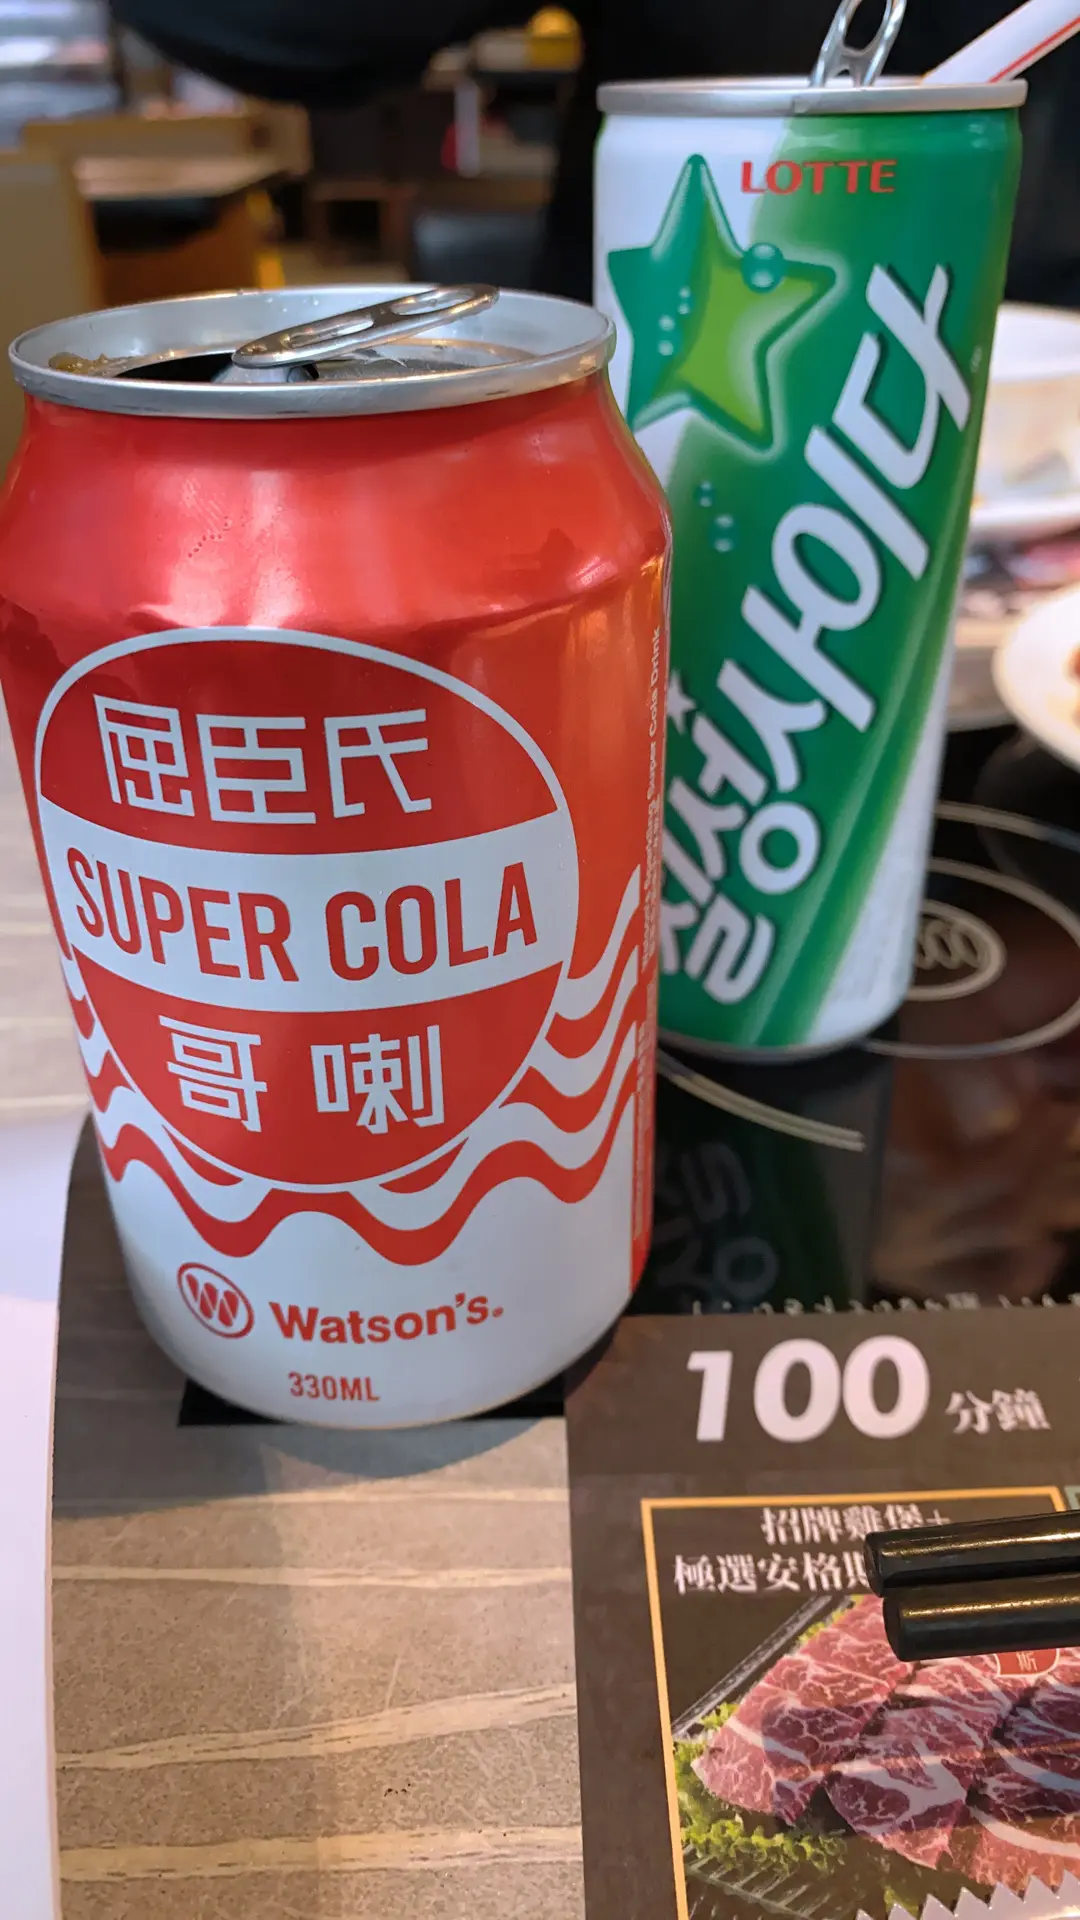 屈臣氏
SUPER COLA
哥喇
Watson's
330ML
LOTTE
칠성사이다
100 分鐘
招牌雞煲+
極選安格斯